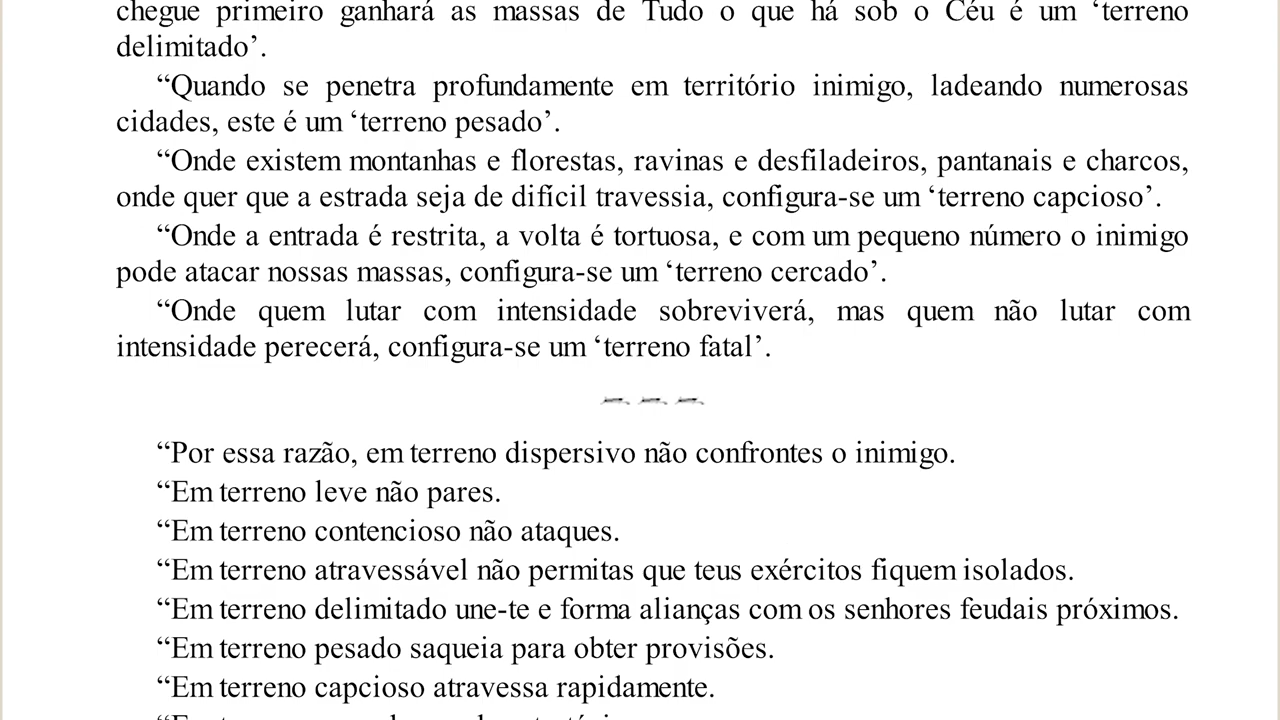 chegue primeiro ganhará as massas de Tudo o que há sob o Céu é um ‘terreno
delimitado’.
“Quando se penetra profundamente em território inimigo, ladeando numerosas
cidades, este é um ‘terreno pesado’.
“Onde existem montanhas e florestas, ravinas e desfiladeiros, pantanais e charcos,
onde quer que a estrada seja de difícil travessia, configura-se um ‘terreno capcioso’.
“Onde a entrada é restrita, a volta é tortuosa, e com um pequeno número o inimigo
pode atacar nossas massas, configura-se um ‘terreno cercado’.
“Onde quem lutar com intensidade sobreviverá, mas quem não lutar com
intensidade perecerá, configura-se um ‘terreno fatal’.
“Por essa razão, em terreno dispersivo não confrontes o inimigo.
“Em terreno leve não pares.
“Em terreno contencioso não ataques.
“Em terreno atravessável não permitas que teus exércitos fiquem isolados.
“Em terreno delimitado une-te e forma alianças com os senhores feudais próximos.
“Em terreno pesado saqueia para obter provisões.
“Em terreno capcioso atravessa rapidamente.